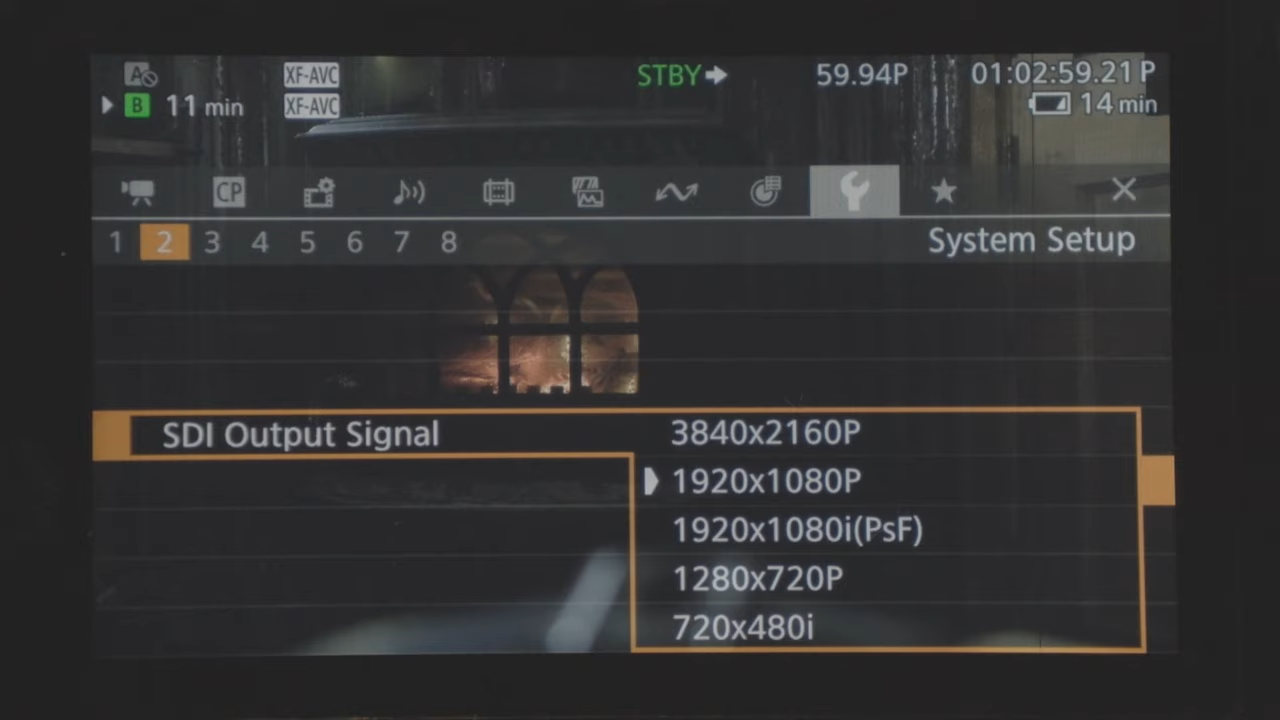 A XF-AVC STBY 59.94P 01:02:59.21 P
B 11 min XF-AVC 14 min
CP
1 2 3 4 5 6 7 8 System Setup
SDI Output Signal 3840x2160P
1920x1080P
1920x1080i(PsF)
1280x720P
720x480i